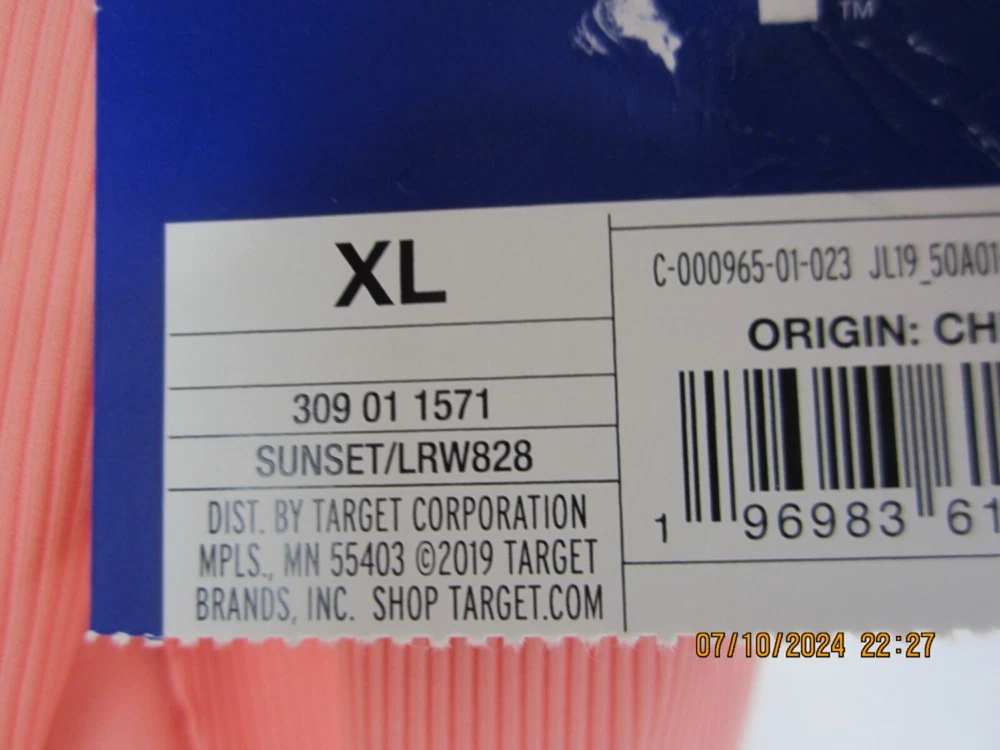 TM
XL
309 01 1571
SUNSET/LRW828
DIST. BY TARGET CORPORATION
MPLS., MN 55403 ©2019 TARGET
BRANDS, INC. SHOP TARGET.COM
C-000965-01-023 JL19_50A01-
ORIGIN: CH
1 96983 61
07/10/2024 22:27